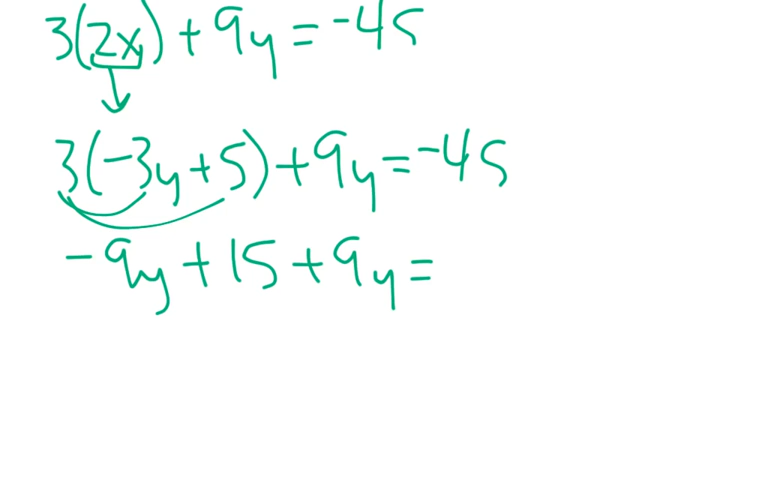 3(2x) + 9y = -45
3(-3y + 5) + 9y = -45
-9y + 15 + 9y =